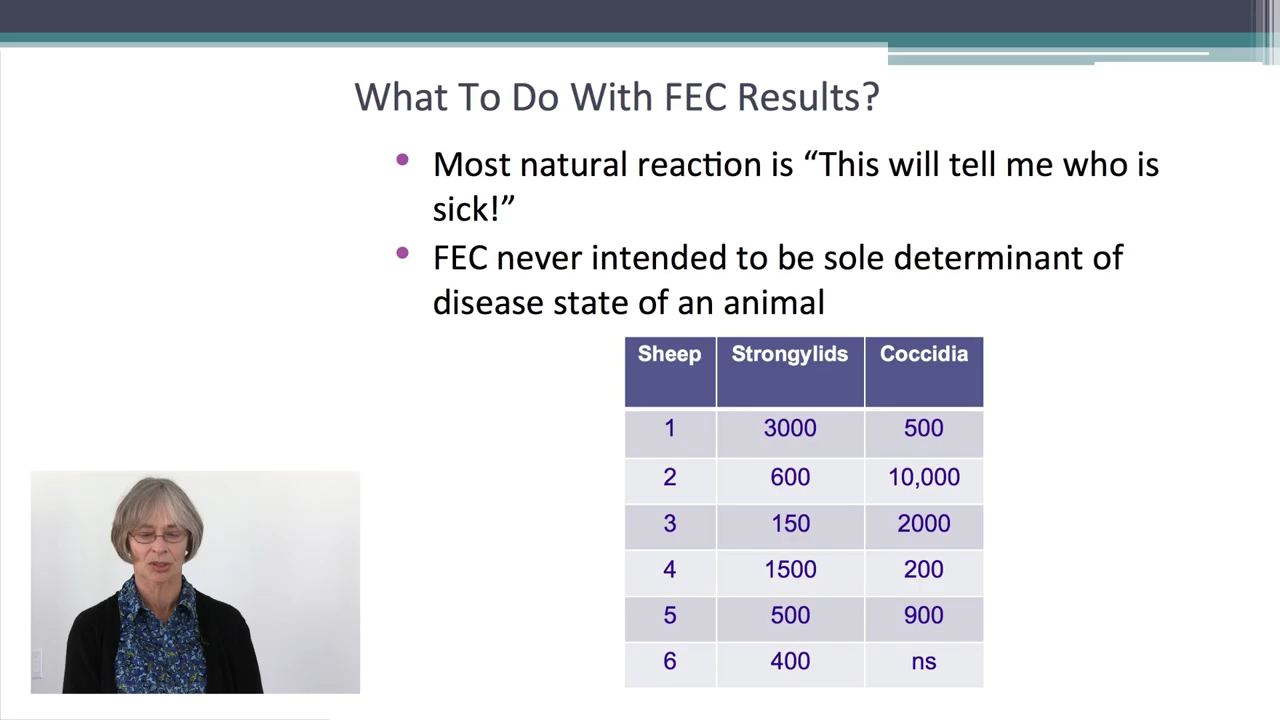 What To Do With FEC Results?
• Most natural reaction is “This will tell me who is
sick!”
• FEC never intended to be sole determinant of
disease state of an animal
Sheep Strongylids Coccidia
1 3000 500
2 600 10,000
3 150 2000
4 1500 200
5 500 900
6 400 ns